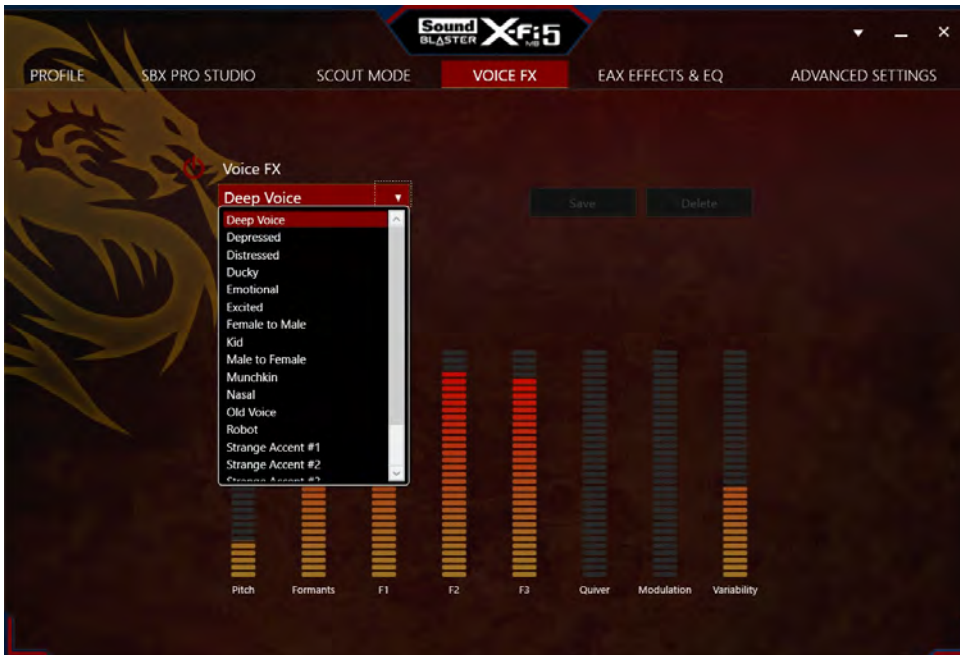 Sound BLASTER X-Fi MB 5
PROFILE SBX PRO STUDIO SCOUT MODE VOICE FX EAX EFFECTS & EQ ADVANCED SETTINGS
Voice FX
Deep Voice
Save Delete
Deep Voice
Depressed
Distressed
Ducky
Emotional
Excited
Female to Male
Kid
Male to Female
Munchkin
Nasal
Old Voice
Robot
Strange Accent #1
Strange Accent #2
Pitch Formants F1 F2 F3 Quiver Modulation Variability